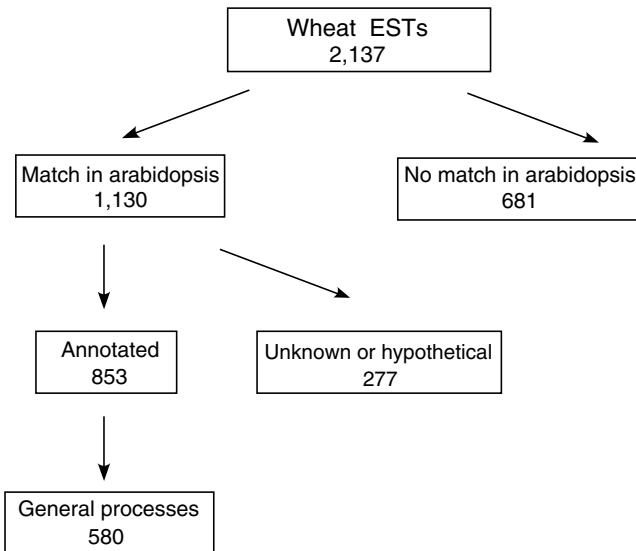 Wheat ESTs
2,137
Match in arabidopsis
1,130
No match in arabidopsis
681
Annotated
853
Unknown or hypothetical
277
General processes
580